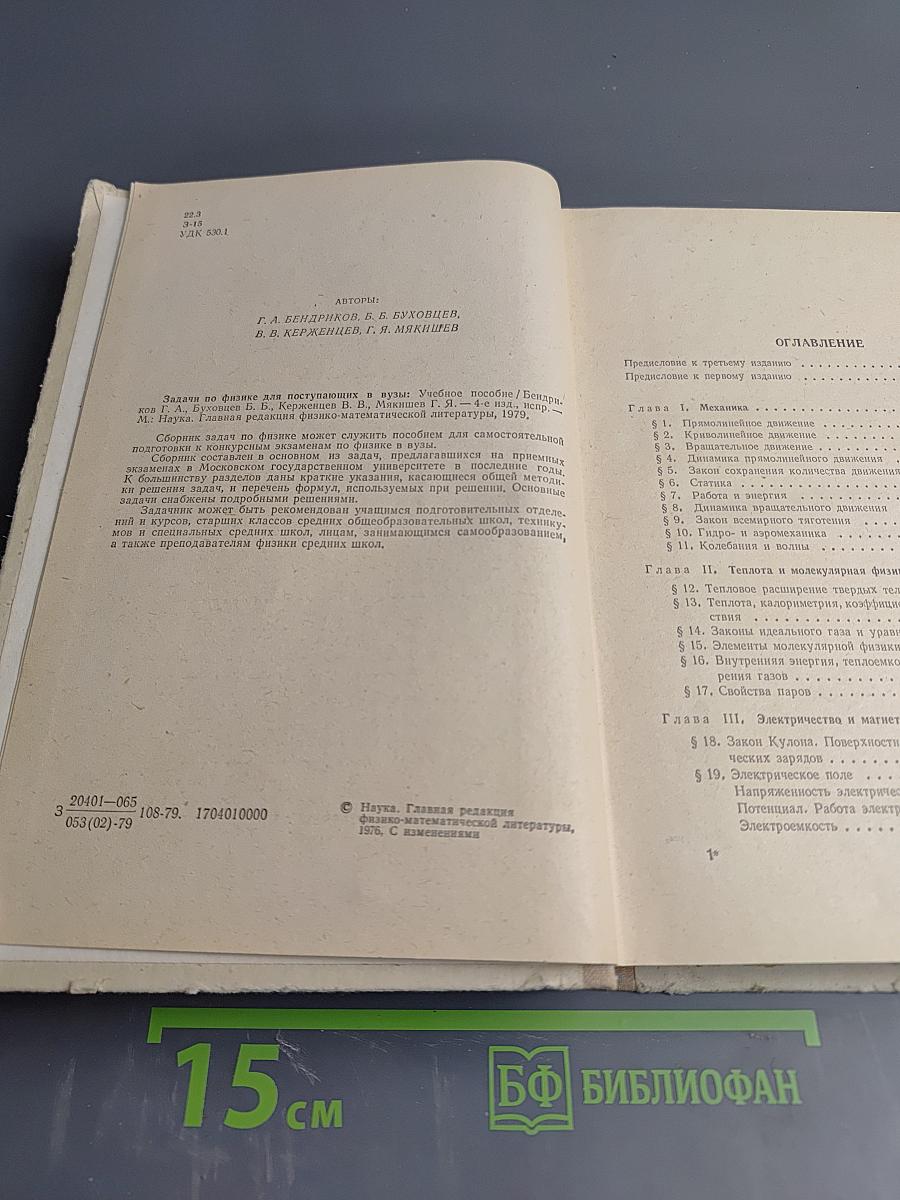 22.3
З-15
УДК 530.1
АВТОРЫ:
Г. А. БЕНДРИКОВ, Б. Б. БУХОВЦЕВ,
В. В. КЕРЖЕНЦЕВ, Г. Я. МЯКИШЕВ
Задачи по физике для поступающих в вузы: Учебное пособие/Бендри-
ков Г. А., Буховцев Б. Б., Керженцев В. В., Мякишев Г. Я. — 4-е изд., испр. —
М.: Наука. Главная редакция физико-математической литературы, 1979.
Сборник задач по физике может служить пособием для самостоятельной
подготовки к конкурсным экзаменам по физике в вузы.
Сборник составлен в основном из задач, предлагавшихся на приемных
экзаменах в Московском государственном университете в последние годы.
К большинству разделов даны краткие указания, касающиеся общей методи-
ки решения задач, и перечень формул, используемых при решении. Основные
задачи снабжены подробными решениями.
Задачник может быть рекомендован учащимся подготовительных отделе-
ний и курсов, старших классов средних общеобразовательных школ, технику-
мов и специальных средних школ, лицам, занимающимся самообразованием,
а также преподавателям физики средних школ.
З 20401—065 / 053(02)-79 108-79. 1704010000
© Наука. Главная редакция
физико-математической литературы,
1976, С изменениями
ОГЛАВЛЕНИЕ
Предисловие к третьему изданию . . . . . . . . . .
Предисловие к первому изданию . . . . . . . . . .
Глава I. Механика . . . . . . . . . . . . . . .
§ 1. Прямолинейное движение . . . . . . . .
§ 2. Криволинейное движение . . . . . . . .
§ 3. Вращательное движение . . . . . . . .
§ 4. Динамика прямолинейного движения .
§ 5. Закон сохранения количества движения
§ 6. Статика . . . . . . . . . . . . . . . .
§ 7. Работа и энергия . . . . . . . . . . .
§ 8. Динамика вращательного движения
§ 9. Закон всемирного тяготения . . . .
§ 10. Гидро- и аэромеханика . . . . . . .
§ 11. Колебания и волны . . . . . . . . .
Глава II. Теплота и молекулярная физи
§ 12. Тепловое расширение твердых тел
§ 13. Теплота, калориметрия, коэффици
ствия . . . . . . . . . . . . .
§ 14. Законы идеального газа и уравн
§ 15. Элементы молекулярной физики
§ 16. Внутренняя энергия, теплоемко
рения газов . . . . . . . . . .
§ 17. Свойства паров . . . . . . . .
Глава III. Электричество и магнет
§ 18. Закон Кулона. Поверхностн
ческих зарядов . . . . . . .
§ 19. Электрическое поле . . .
Напряженность электричес
Потенциал. Работа электр
Электроемкость . . . . .
1*
15 см
БФ БИБЛИОФАН